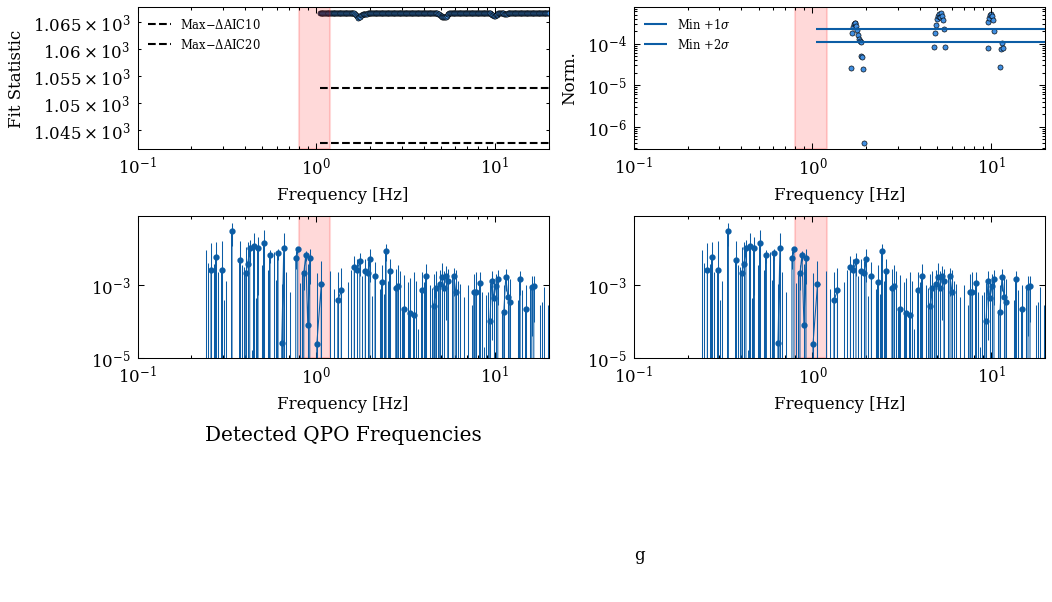 Fit Statistic
1.065 × 10³
1.06 × 10³
1.055 × 10³
1.05 × 10³
1.045 × 10³
Max−ΔAIC10
Max−ΔAIC20
10⁻¹ 10⁰ 10¹
Frequency [Hz]
Norm.
10⁻⁴
10⁻⁵
10⁻⁶
Min +1σ
Min +2σ
10⁻¹ 10⁰ 10¹
Frequency [Hz]
10⁻³
10⁻⁵
10⁻¹ 10⁰ 10¹
Frequency [Hz]
10⁻³
10⁻⁵
10⁻¹ 10⁰ 10¹
Frequency [Hz]
Detected QPO Frequencies
g